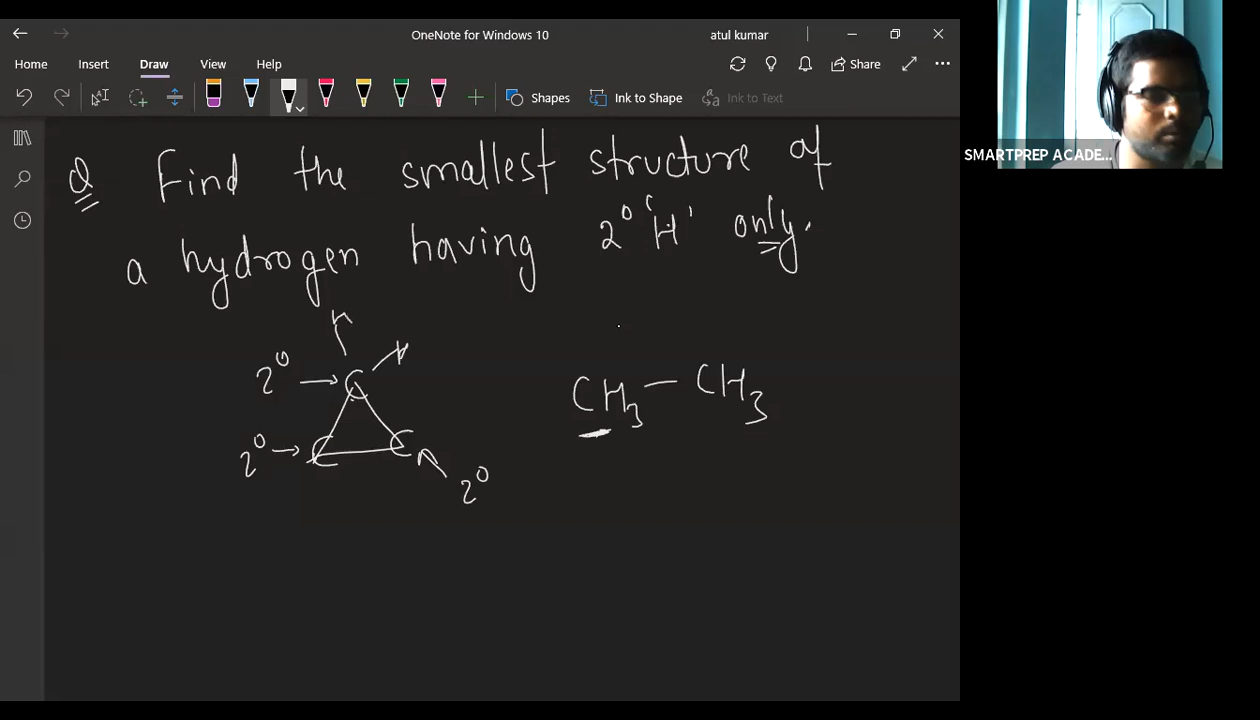 OneNote for Windows 10
atul kumar
Home Insert Draw View Help
Share
Shapes Ink to Shape Ink to Text
SMARTPREP ACADE...
Q Find the smallest structure of
a hydrogen having 2° 'H' only.
H
H
2° → C
2° → C C
2°
CH3 — CH3